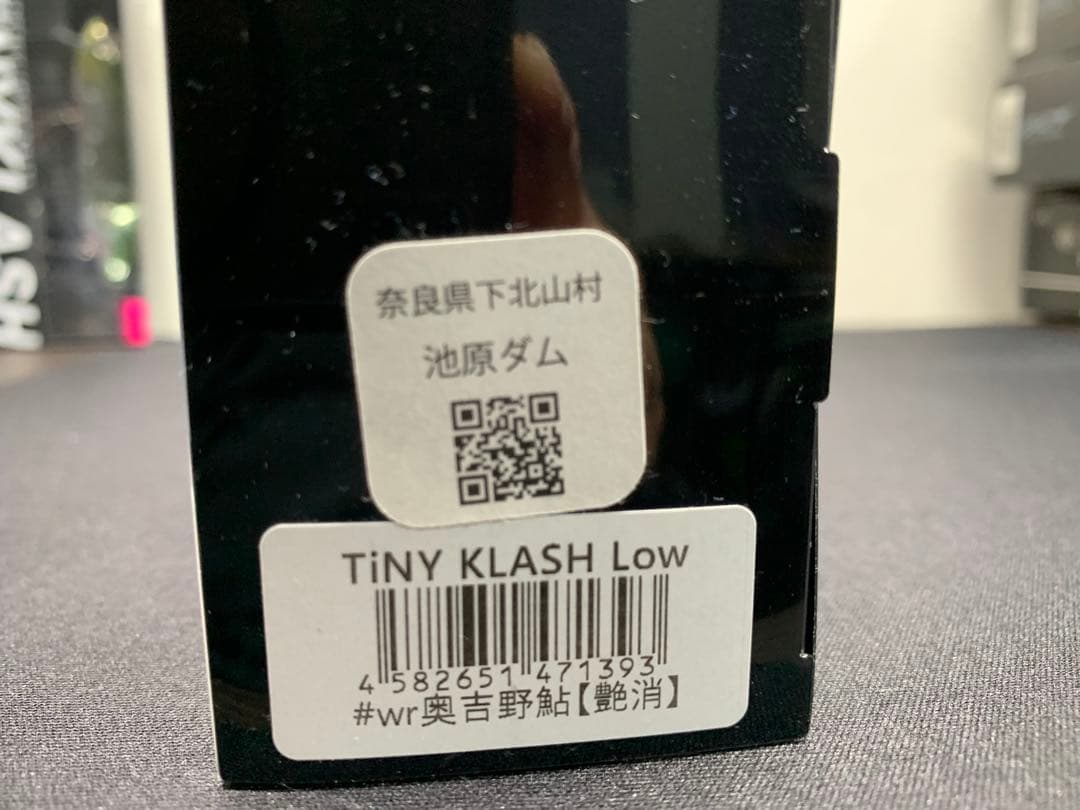 奈良県下北山村
池原ダム
TiNY KLASH Low
4 582651 471393
#wr奥吉野鮎【艶消】